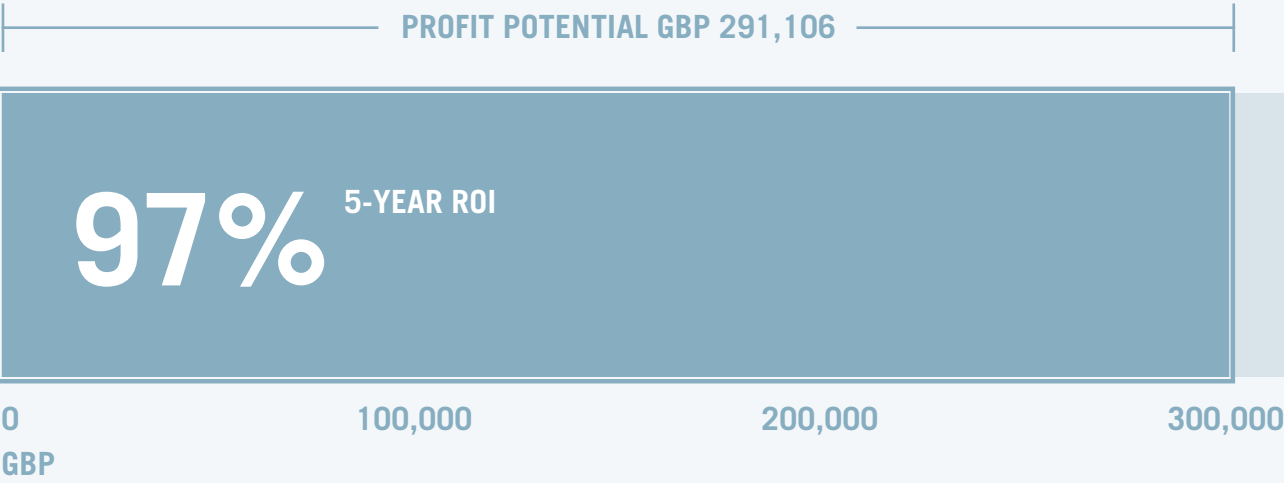 PROFIT POTENTIAL GBP 291,106
97% 5-YEAR ROI
0 100,000 200,000 300,000
GBP